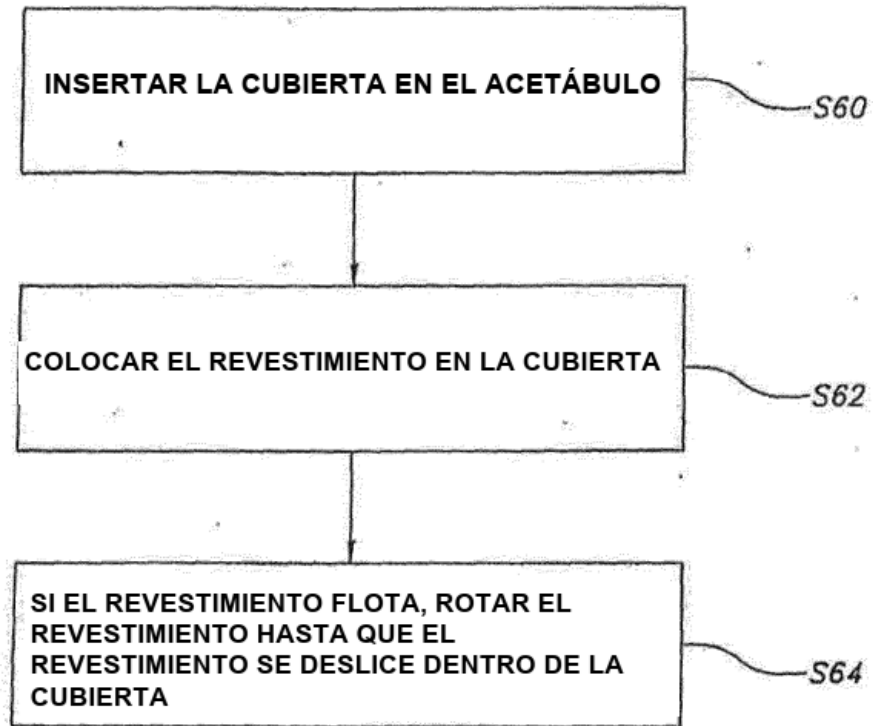 INSERTAR LA CUBIERTA EN EL ACETÁBULO
S60
COLOCAR EL REVESTIMIENTO EN LA CUBIERTA
S62
SI EL REVESTIMIENTO FLOTA, ROTAR EL
REVESTIMIENTO HASTA QUE EL
REVESTIMIENTO SE DESLICE DENTRO DE LA
CUBIERTA
S64